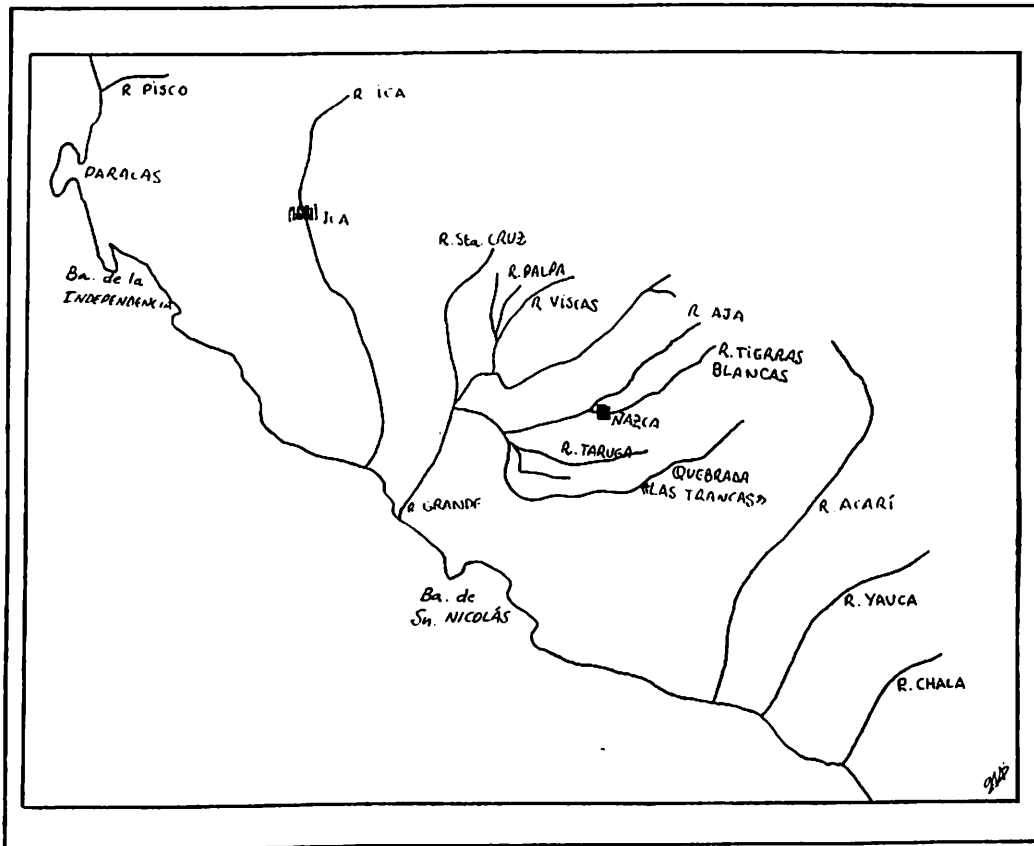 R PISCO
R ICA
PARACAS
ICA
R. Sta. CRUZ
R. PALPA
R VISCAS
Ba. de la
INDEPENDENCIA
R AJA
R. TIERRAS
BLANCAS
NAZCA
R. TARUGA
QUEBRADA
«LAS TRANCAS»
R GRANDE
R. ACARÍ
Ba. de
Sn. NICOLÁS
R. YAUCA
R. CHALA